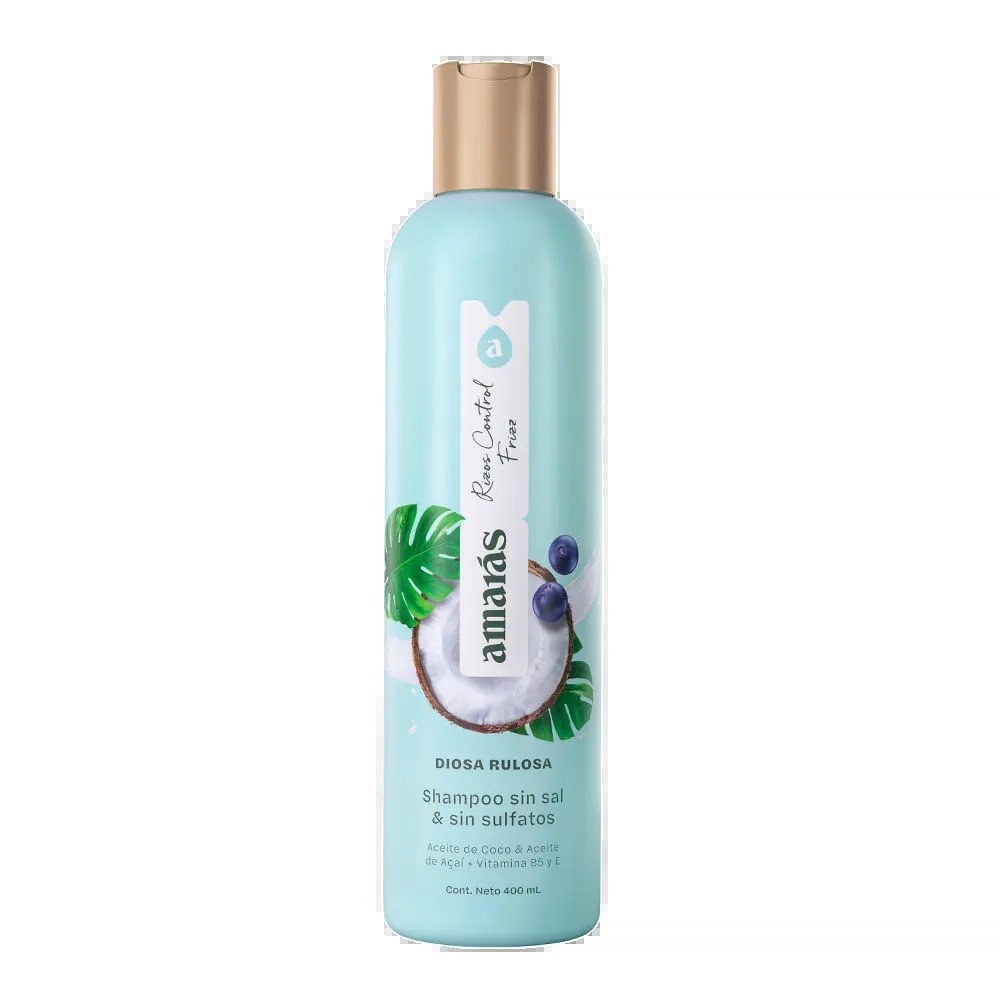 a
Rizos Control
Frizz
amarás
DIOSA RULOSA
Shampoo sin sal
& sin sulfatos
Aceite de Coco & Aceite
de Açaí + Vitamina B5 y E
Cont. Neto 400 mL